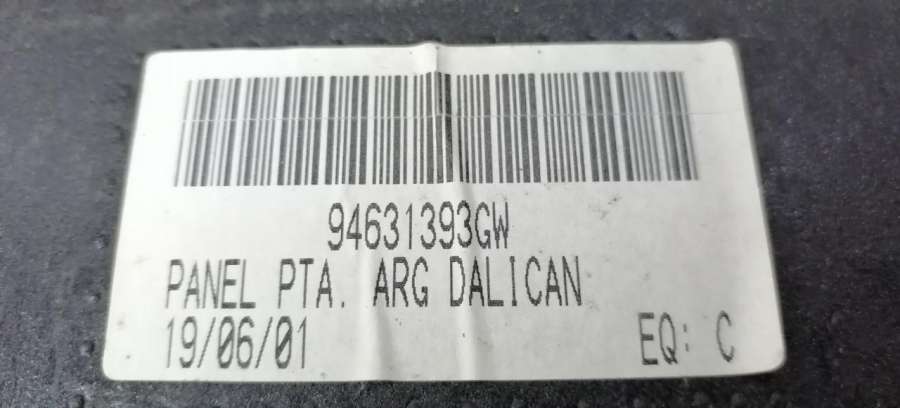 94631393GW
PANEL PTA. ARG DALICAN
19/06/01 EQ: C